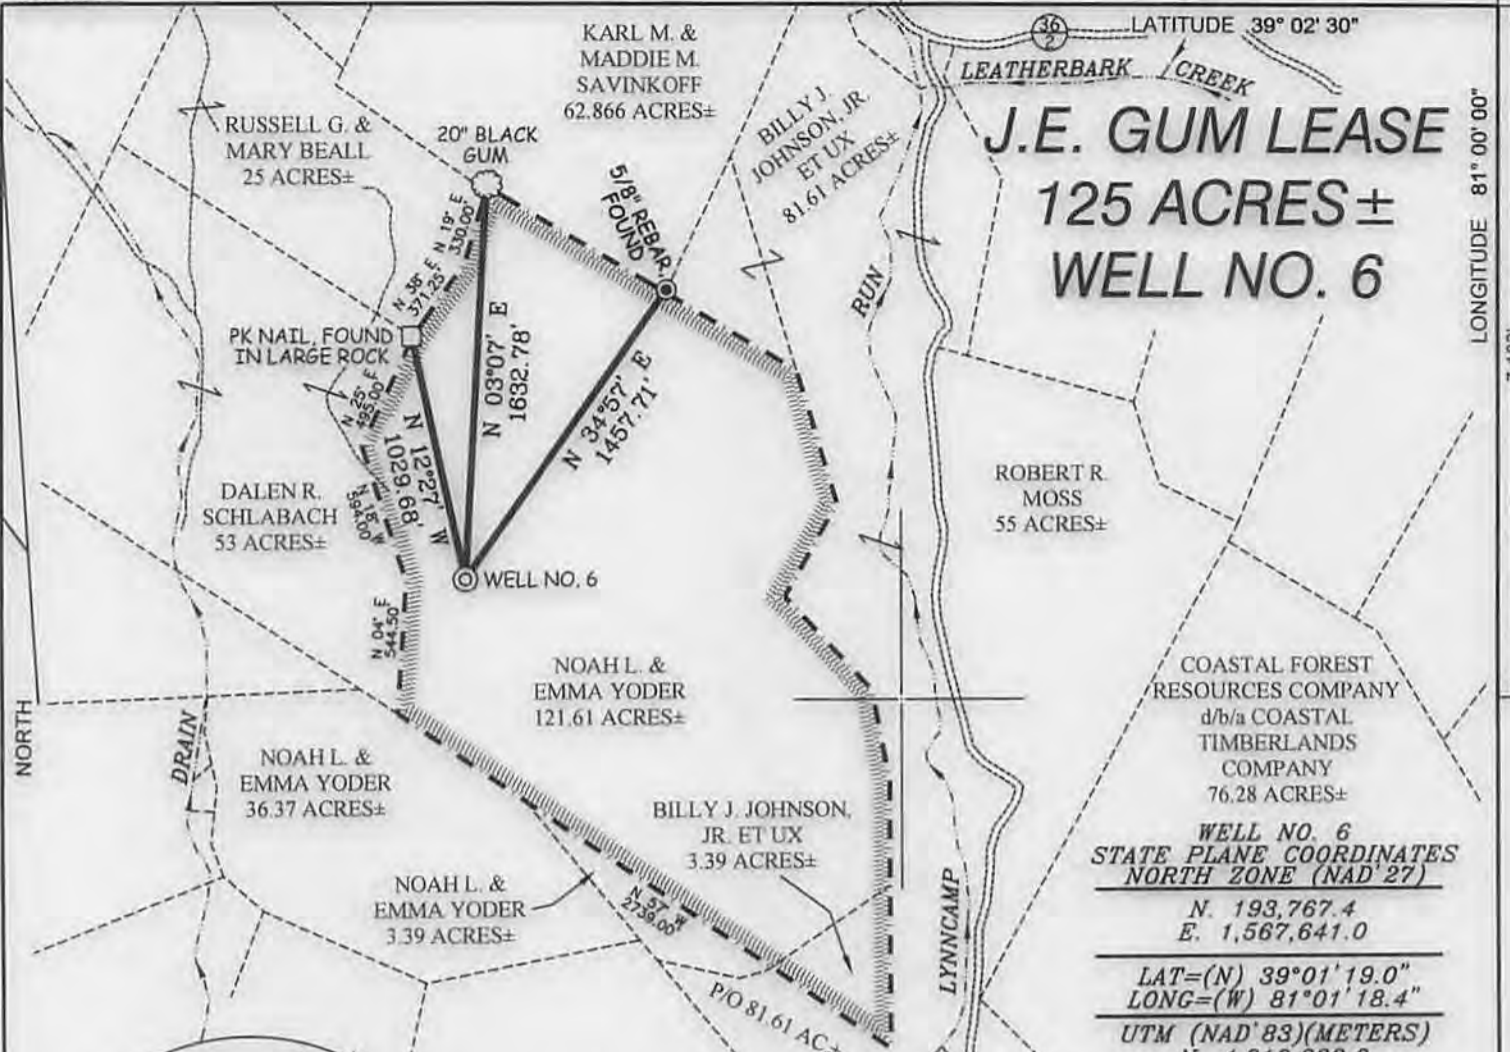 KARL M. &
MADDIE M.
SAVINKOFF
62.866 ACRES±
36
2
LATITUDE 39° 02' 30"
LEATHERBARK CREEK
J.E. GUM LEASE
125 ACRES±
WELL NO. 6
LONGITUDE 81° 00' 00"
RUSSELL G. &
MARY BEALL
25 ACRES±
20" BLACK
GUM
5/8" REBAR,
FOUND
BILLY J.
JOHNSON, JR.
ET UX
81.61 ACRES±
N 19° E
330.00'
N 38° E
371.25'
PK NAIL, FOUND
IN LARGE ROCK
N 03°07' E
1632.78'
N 34°57' E
1457.71'
N 12°27' W
1029.68'
N 25° E
495.00'
N 18° W
594.00
N 04° E
544.50'
RUN
DALEN R.
SCHLABACH
53 ACRES±
ROBERT R.
MOSS
55 ACRES±
WELL NO. 6
NOAH L. &
EMMA YODER
121.61 ACRES±
COASTAL FOREST
RESOURCES COMPANY
d/b/a COASTAL
TIMBERLANDS
COMPANY
76.28 ACRES±
NORTH
DRAIN
NOAH L. &
EMMA YODER
36.37 ACRES±
BILLY J. JOHNSON,
JR. ET UX
3.39 ACRES±
NOAH L. &
EMMA YODER
3.39 ACRES±
N 57° W
2739.00'
P/O 81.61 AC±
LYNNCAMP
WELL NO. 6
STATE PLANE COORDINATES
NORTH ZONE (NAD'27)
N. 193,767.4
E. 1,567,641.0
LAT=(N) 39°01'19.0"
LONG=(W) 81°01'18.4"
UTM (NAD'83)(METERS)